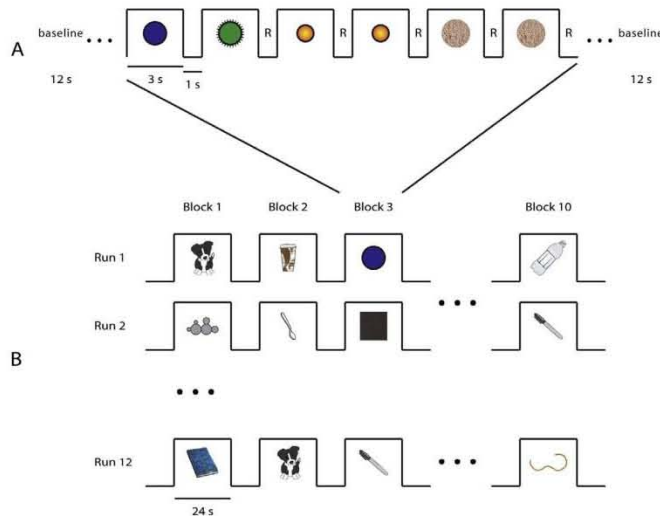 A
baseline ••• R R R R R ••• baseline
12 s 3 s 1 s 12 s
Block 1 Block 2 Block 3 Block 10
Run 1
•••
Run 2
B
•••
Run 12
•••
24 s